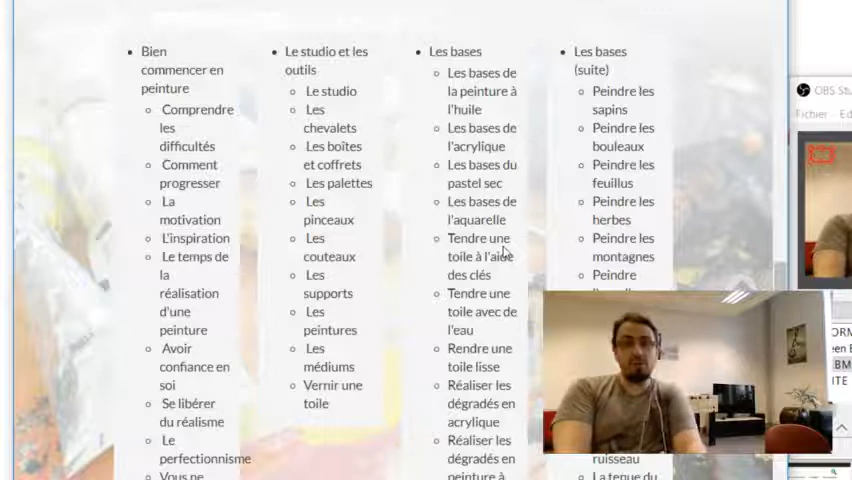 Bien
commencer en
peinture
Comprendre
les
difficultés
Comment
progresser
La
motivation
L'inspiration
Le temps de
la
réalisation
d'une
peinture
Avoir
confiance en
soi
Se libérer
du réalisme
Le
perfectionnisme
Vous ne
Le studio et les
outils
Le studio
Les
chevalets
Les boîtes
et coffrets
Les palettes
Les
pinceaux
Les
couteaux
Les
supports
Les
peintures
Les
médiums
Vernir une
toile
Les bases
Les bases de
la peinture à
l'huile
Les bases de
l'acrylique
Les bases du
pastel sec
Les bases de
l'aquarelle
Tendre une
toile à l'aide
des clés
Tendre une
toile avec de
l'eau
Rendre une
toile lisse
Réaliser les
dégradés en
acrylique
Réaliser les
dégradés en
peinture à
Les bases
(suite)
Peindre les
sapins
Peindre les
bouleaux
Peindre les
feuillus
Peindre les
herbes
Peindre les
montagnes
Peindre
ruisseau
La tenue du
OBS Stu
Fichier Ed